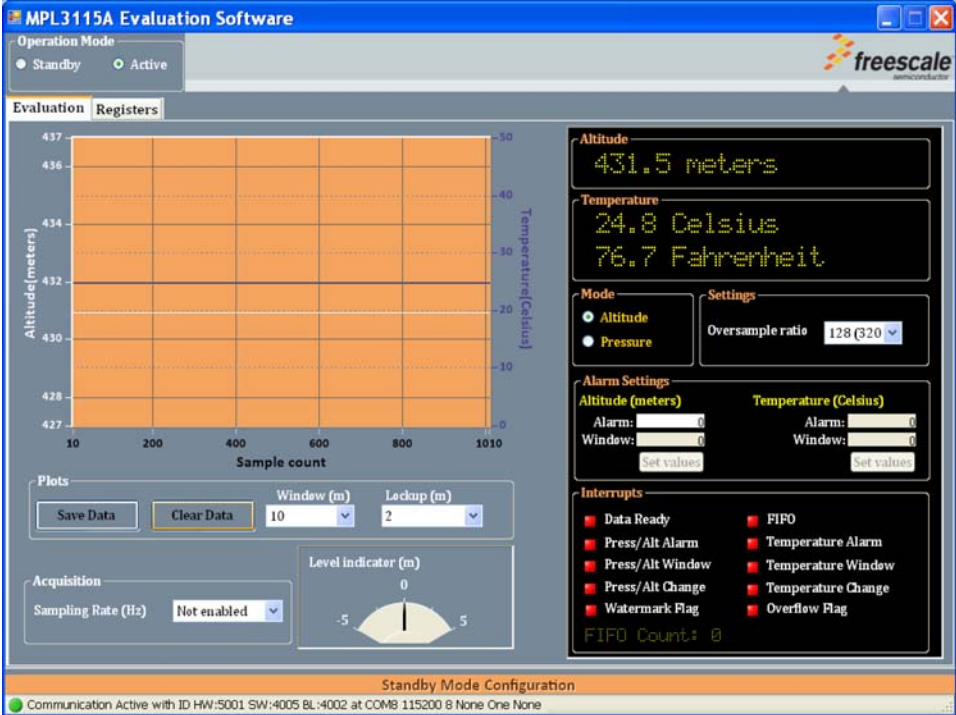 MPL3115A Evaluation Software
Operation Mode
Standby Active
freescale
semiconductor
Evaluation Registers
437
436
434
432
430
428
427
Altitude[meters]
50
40
30
20
10
0
Temperature[Celsius]
10 200 400 600 800 1010
Sample count
Plots
Save Data Clear Data
Window (m)
10
Lockup (m)
2
Acquisition
Sampling Rate (Hz) Not enabled
Level indicator (m)
0
-5 5
Altitude
431.5 meters
Temperature
24.8 Celsius
76.7 Fahrenheit
Mode
Altitude
Pressure
Settings
Oversample ratio 128 (320
Alarm Settings
Altitude (meters) Temperature (Celsius)
Alarm: 0 Alarm: 0
Window: 0 Window: 0
Set values Set values
Interrupts
Data Ready FIFO
Press/Alt Alarm Temperature Alarm
Press/Alt Window Temperature Window
Press/Alt Change Temperature Change
Watermark Flag Overflow Flag
FIFO Count: 0
Standby Mode Configuration
Communication Active with ID HW:5001 SW:4005 BL:4002 at COM8 115200 8 None One None